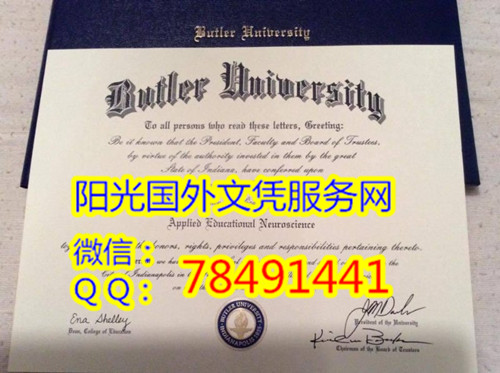 Butler University
Butler University
To all persons who read these letters, Greeting:
Be it known that the President, Faculty and Board of Trustees,
by virtue of the authority invested in them by the great
State of Indiana, have conferred upon
阳光国外文凭服务网
Applied Educational Neuroscience
honors, rights, privileges and responsibilities pertaining thereto.
微信：
QQ： 78491441
Ena Shelley
Dean, College of Education
President of the University
Chairman of the Board of Trustees
BUTLER UNIVERSITY
INDIANAPOLIS